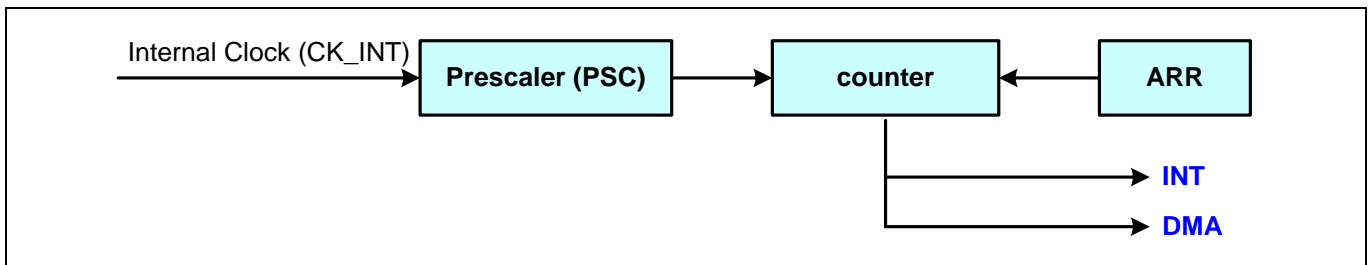 Internal Clock (CK_INT)
Prescaler (PSC)
counter
ARR
INT
DMA